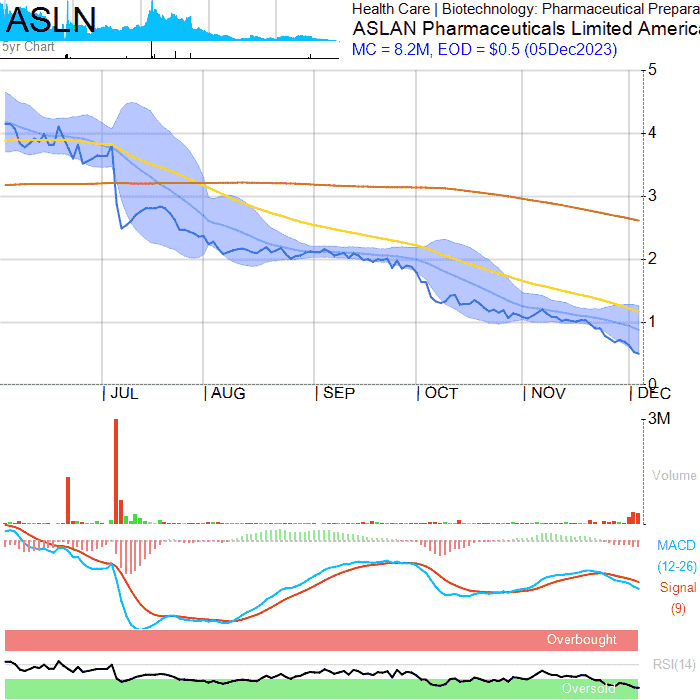 ASLN
5yr Chart
Health Care | Biotechnology: Pharmaceutical Prepara
ASLAN Pharmaceuticals Limited America
MC = 8.2M, EOD = $0.5 (05Dec2023)
5
4
3
2
1
0
| JUL | AUG | SEP | OCT | NOV | DEC
3M
Volume
MACD
(12-26)
Signal
(9)
Overbought
RSI(14)
Oversold